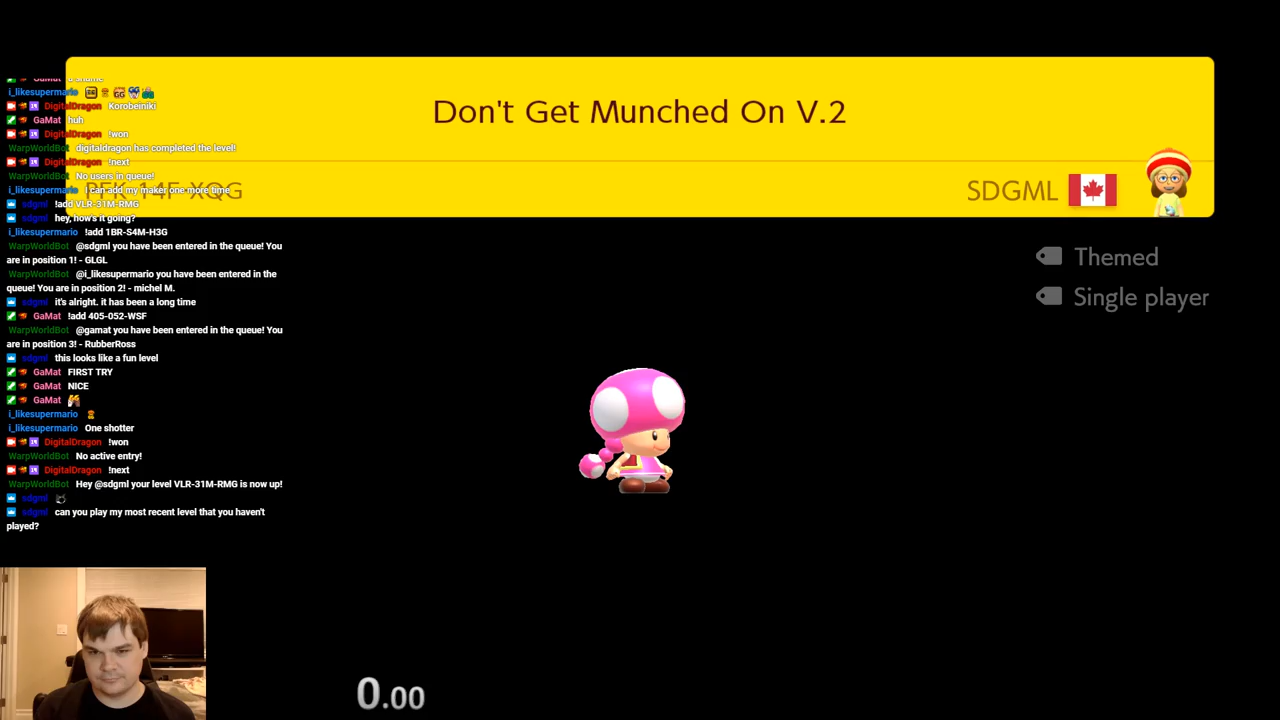 Don't Get Munched On V.2
PFK-14F-XQG
SDGML
Themed
Single player
GaMat a shame
i_likesupermario
DigitalDragon Korobeiniki
GaMat huh
DigitalDragon !won
WarpWorldBot digitaldragon has completed the level!
DigitalDragon !next
WarpWorldBot No users in queue!
i_likesupermario I can add my maker one more time
sdgml !add VLR-31M-RMG
sdgml hey, how's it going?
i_likesupermario !add 1BR-S4M-H3G
WarpWorldBot @sdgml you have been entered in the queue! You
are in position 1! - GLGL
WarpWorldBot @i_likesupermario you have been entered in the
queue! You are in position 2! - michel M.
sdgml it's alright. it has been a long time
GaMat !add 405-052-WSF
WarpWorldBot @gamat you have been entered in the queue! You
are in position 3! - RubberRoss
sdgml this looks like a fun level
GaMat FIRST TRY
GaMat NICE
GaMat
i_likesupermario
i_likesupermario One shotter
DigitalDragon !won
WarpWorldBot No active entry!
DigitalDragon !next
WarpWorldBot Hey @sdgml your level VLR-31M-RMG is now up!
sdgml
sdgml can you play my most recent level that you haven't
played?
0.00